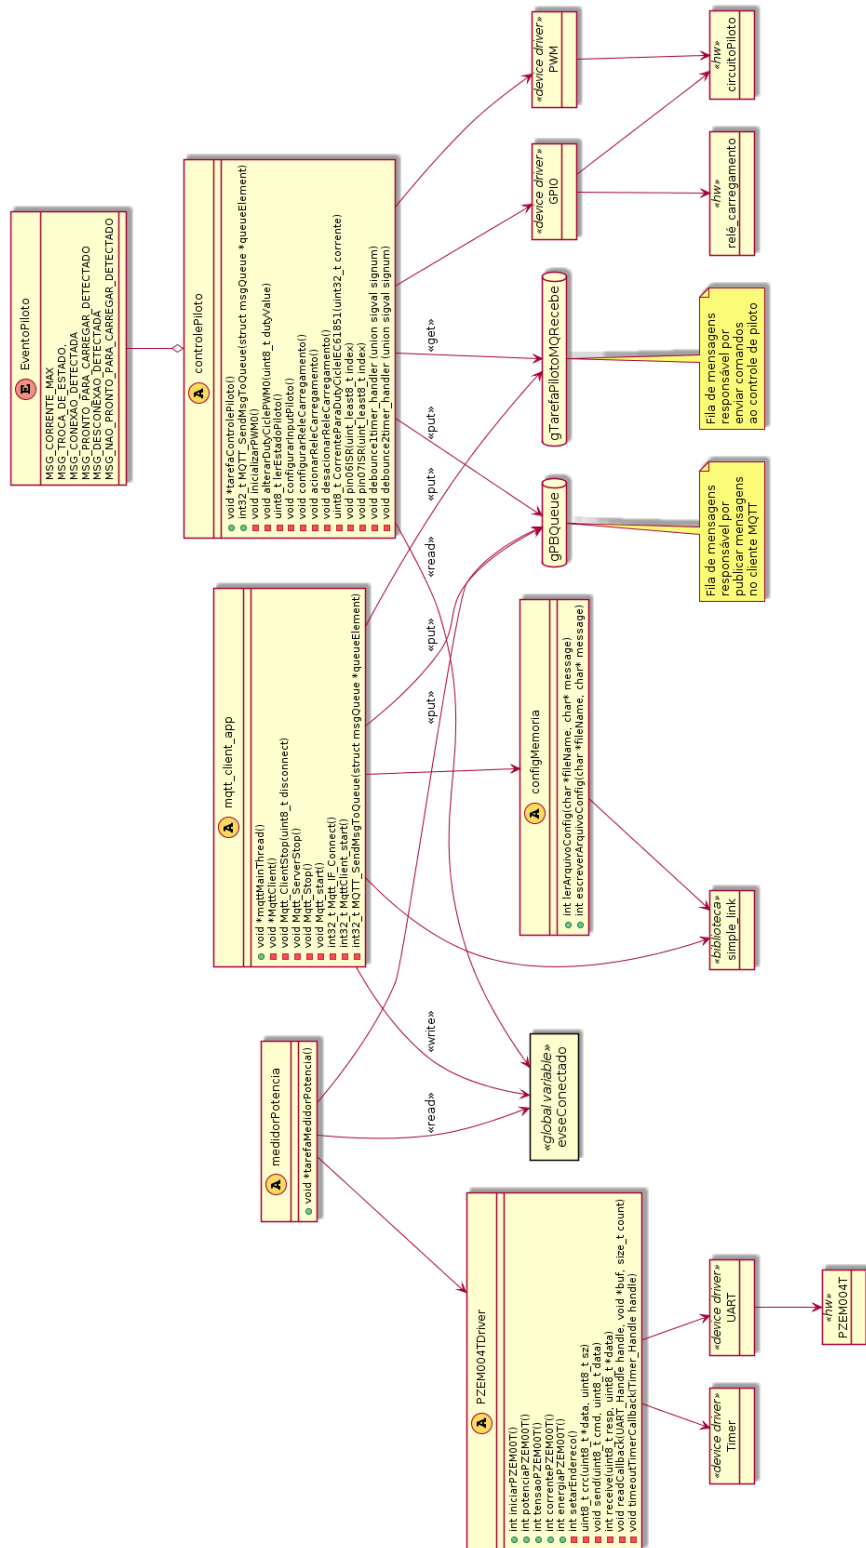 E
EventoPiloto
MSG_CORRENTE_MAX
MSG_TROCA_DE_ESTADO,
MSG_CONEXAO_DETECTADA
MSG_PRONTO_PARA_CARREGAR_DETECTADO
MSG_DESCONEXAO_DETECTADA
MSG_NAO_PRONTO_PARA_CARREGAR_DETECTADO
A
controlePiloto
void *tarefaControlePiloto()
int32_t MQTT_SendMsgToQueue(struct msgQueue *queueElement)
void inicializarPWM0()
void alterarDutyCiclePWM0(uint8_t dutyValue)
uint8_t lerEstadoPiloto()
void configurarInputPiloto()
void configurarReleCarregamento()
void acionarReleCarregamento()
void desacionarReleCarregamento()
uint8_t CorrenteParaDutyCicleIEC61851(uint32_t corrente)
void pin06ISR(uint_least8_t index)
void pin07ISR(uint_least8_t index)
void debounce1timer_handler (union sigval signum)
void debounce2timer_handler (union sigval signum)
A
mqtt_client_app
void *mqttMainThread()
void *MqttClient()
void Mqtt_ClientStop(uint8_t disconnect)
void Mqtt_ServerStop()
void Mqtt_Stop()
void Mqtt_start()
int32_t Mqtt_IF_Connect()
int32_t MqttClient_start()
int32_t MQTT_SendMsgToQueue(struct msgQueue *queueElement)
A
medidorPotencia
void *tarefaMedidorPotencia()
«get»
«put»
«put»
«read»
«put»
«put»
«write»
«read»
«device driver»
PWM
«device driver»
GPIO
gTarefaPilotoMQRecebe
gPBQueue
A
configMemoria
int lerArquivoConfig(char *fileName, char* message)
int escreverArquivoConfig(char *fileName, char* message)
«global variable»
evseConectado
A
PZEM004TDriver
int iniciarPZEM00T()
int potenciaPZEM00T()
int tensaoPZEM00T()
int correntePZEM00T()
int energiaPZEM00T()
int setarEndereco()
uint8_t crc(uint8_t *data, uint8_t sz)
void send(uint8_t cmd, uint8_t data)
int receive(uint8_t resp, uint8_t *data)
void readCallback(UART_Handle handle, void *buf, size_t count)
void timeoutTimerCallback(Timer_Handle handle)
«hw»
circuitoPiloto
«hw»
relé_carregamento
Fila de mensagens
responsável por
enviar comandos
ao controle de piloto
Fila de mensagens
responsável por
publicar mensagens
no cliente MQTT
«biblioteca»
simple_link
«device driver»
UART
«device driver»
Timer
«hw»
PZEM004T